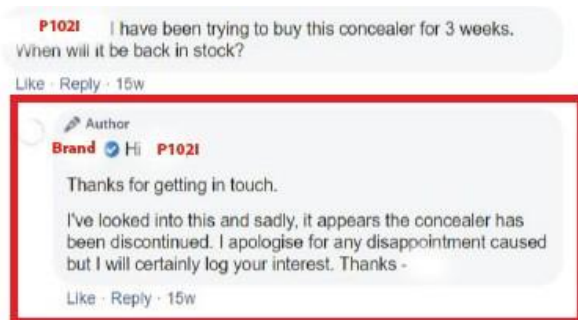 P102I I have been trying to buy this concealer for 3 weeks.
When will it be back in stock?
Like · Reply · 15w
Author
Brand Hi P102I
Thanks for getting in touch.
I've looked into this and sadly, it appears the concealer has
been discontinued. I apologise for any disappointment caused
but I will certainly log your interest. Thanks -
Like · Reply · 15w